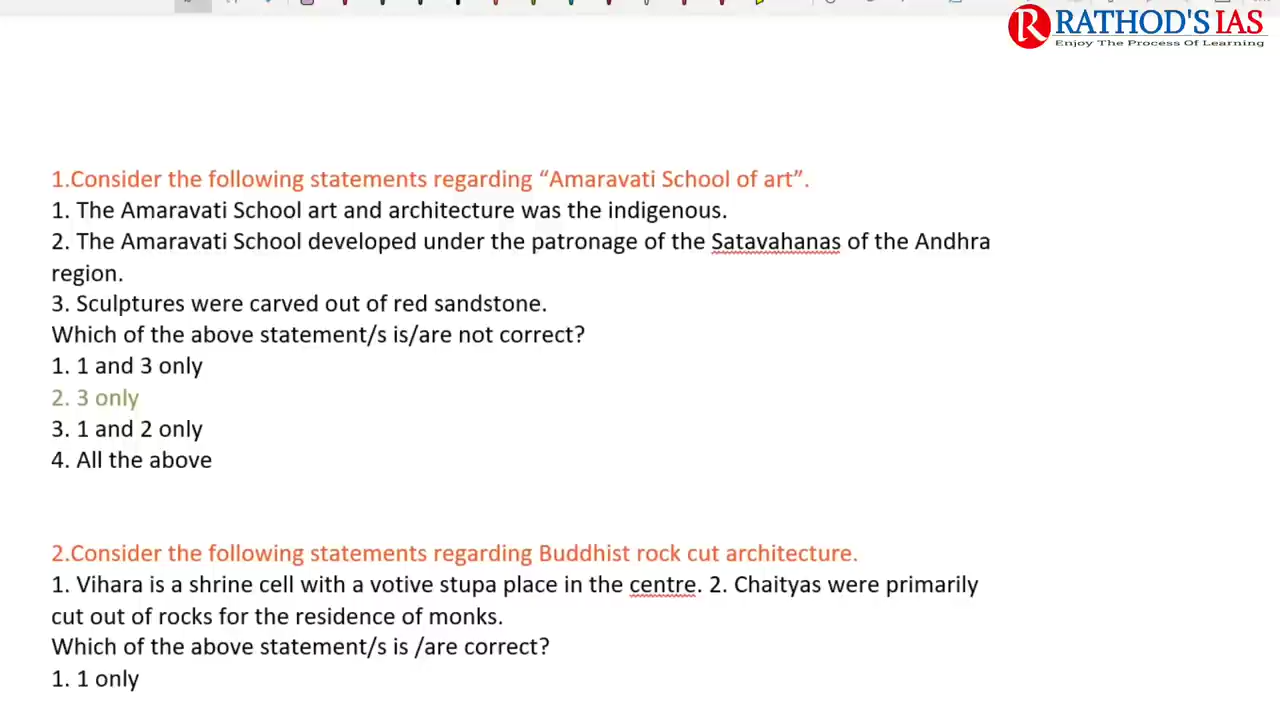 RATHOD'S IAS
Enjoy The Process Of Learning
1.Consider the following statements regarding “Amaravati School of art”.
1. The Amaravati School art and architecture was the indigenous.
2. The Amaravati School developed under the patronage of the Satavahanas of the Andhra
region.
3. Sculptures were carved out of red sandstone.
Which of the above statement/s is/are not correct?
1. 1 and 3 only
2. 3 only
3. 1 and 2 only
4. All the above
2.Consider the following statements regarding Buddhist rock cut architecture.
1. Vihara is a shrine cell with a votive stupa place in the centre. 2. Chaityas were primarily
cut out of rocks for the residence of monks.
Which of the above statement/s is /are correct?
1. 1 only